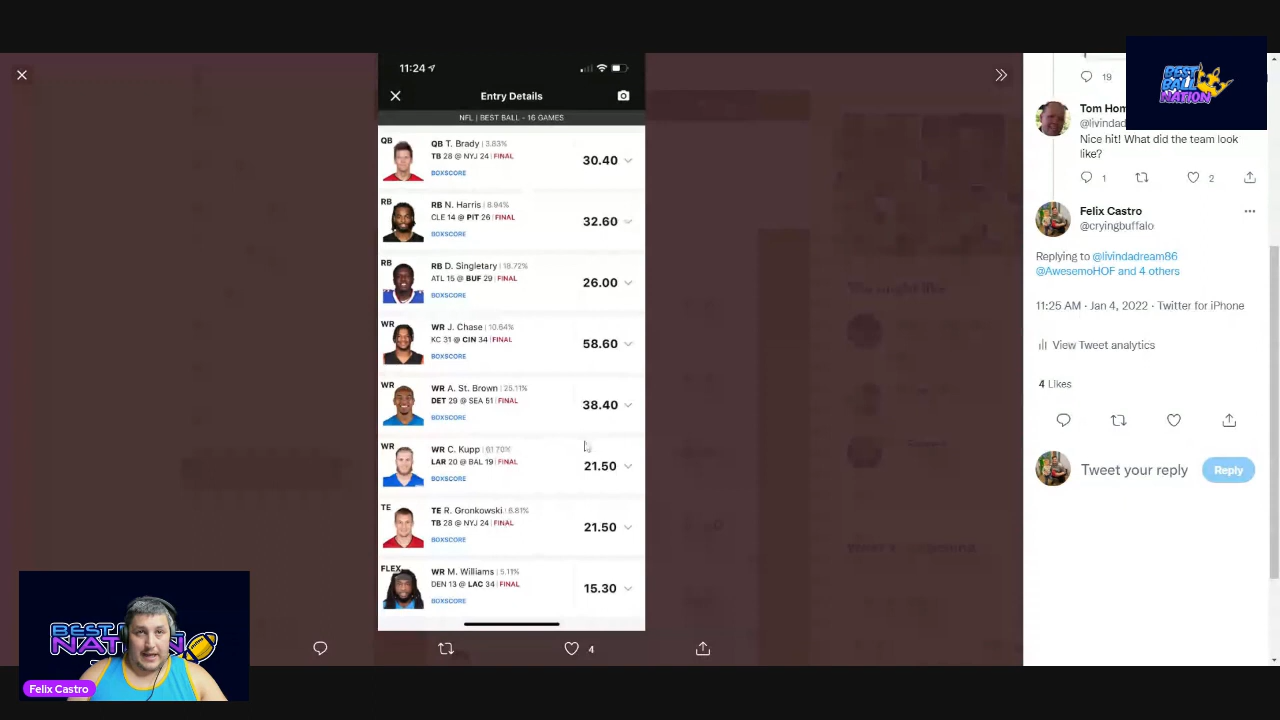 11:24
Entry Details
NFL | BEST BALL - 16 GAMES
QB
QB T. Brady | 3.83%
TB 28 @ NYJ 24 | FINAL
BOXSCORE
30.40
RB
RB N. Harris | 8.94%
CLE 14 @ PIT 26 | FINAL
BOXSCORE
32.60
RB
RB D. Singletary | 18.72%
ATL 15 @ BUF 29 | FINAL
BOXSCORE
26.00
WR
WR J. Chase | 10.64%
KC 31 @ CIN 34 | FINAL
BOXSCORE
58.60
WR
WR A. St. Brown | 25.11%
DET 29 @ SEA 51 | FINAL
BOXSCORE
38.40
WR
WR C. Kupp | 61.70%
LAR 20 @ BAL 19 | FINAL
BOXSCORE
21.50
TE
TE R. Gronkowski | 6.81%
TB 28 @ NYJ 24 | FINAL
BOXSCORE
21.50
FLEX
WR M. Williams | 5.11%
DEN 13 @ LAC 34 | FINAL
BOXSCORE
15.30
4
BEST
BALL
NATION
19
Tom
Nice hit! What did the team look
like?
1
2
Felix Castro
@cryingbuffalo
Replying to @livindadream86
@AwesemoHOF and 4 others
11:25 AM · Jan 4, 2022 · Twitter for iPhone
View Tweet analytics
4 Likes
Tweet your reply
Reply
Felix Castro